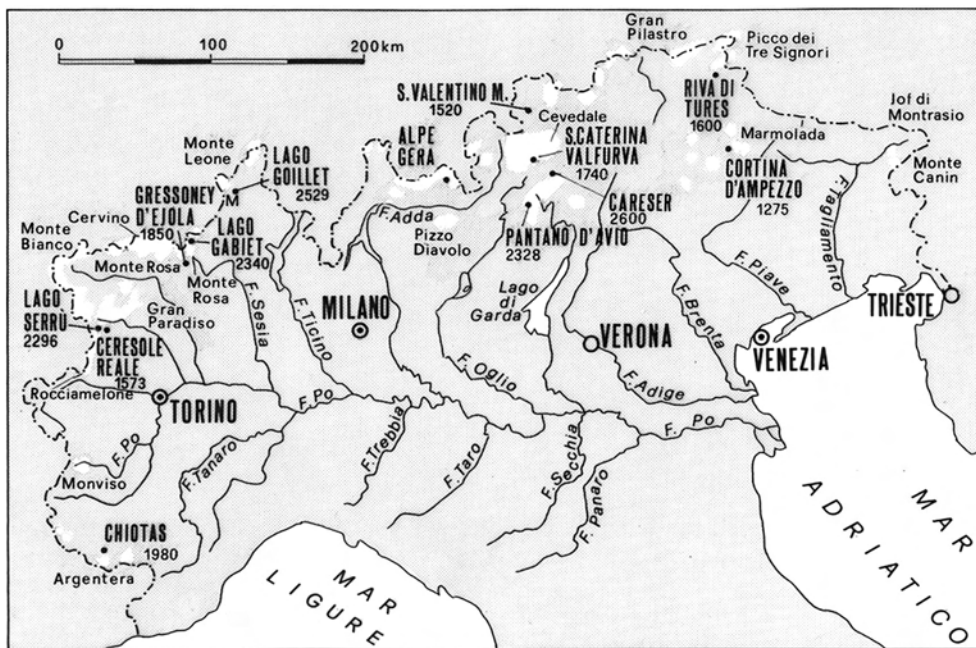 0
100
200 km
Gran
Pilastro
Picco dei
Tre Signori
S. VALENTINO M.
1520
Cevedale
RIVA DI
TURES
1600
Jof di
Montrasio
Monte
Leone
LAGO
GOILLET
2529
ALPE
GERA
S.CATERINA
VALFURVA
1740
Marmolada
CORTINA
D'AMPEZZO
1275
Monte
Canin
GRESSONEY
D'EJOLA
1850
M
Cervino
LAGO
GABIET
2340
F. Adda
Pizzo
Diavolo
CARESER
2600
PANTANO D'AVIO
2328
F. Tagliamento
Monte
Bianco
Monte Rosa
Monte
Rosa
F. Sesia
F. Ticino
MILANO
Lago
di
Garda
F. Piave
F. Brenta
TRIESTE
LAGO
SERRÙ
2296
Gran
Paradiso
CERESOLE
REALE
1573
VERONA
VENEZIA
Rocciamelone
TORINO
F. Oglio
F. Adige
F. Po
F. Po
F. Po
F. Tanaro
F. Trebbia
F. Taro
F. Secchia
F. Panaro
Monviso
CHIOTAS
1980
Argentera
MAR
LIGURE
MAR
ADRIATICO